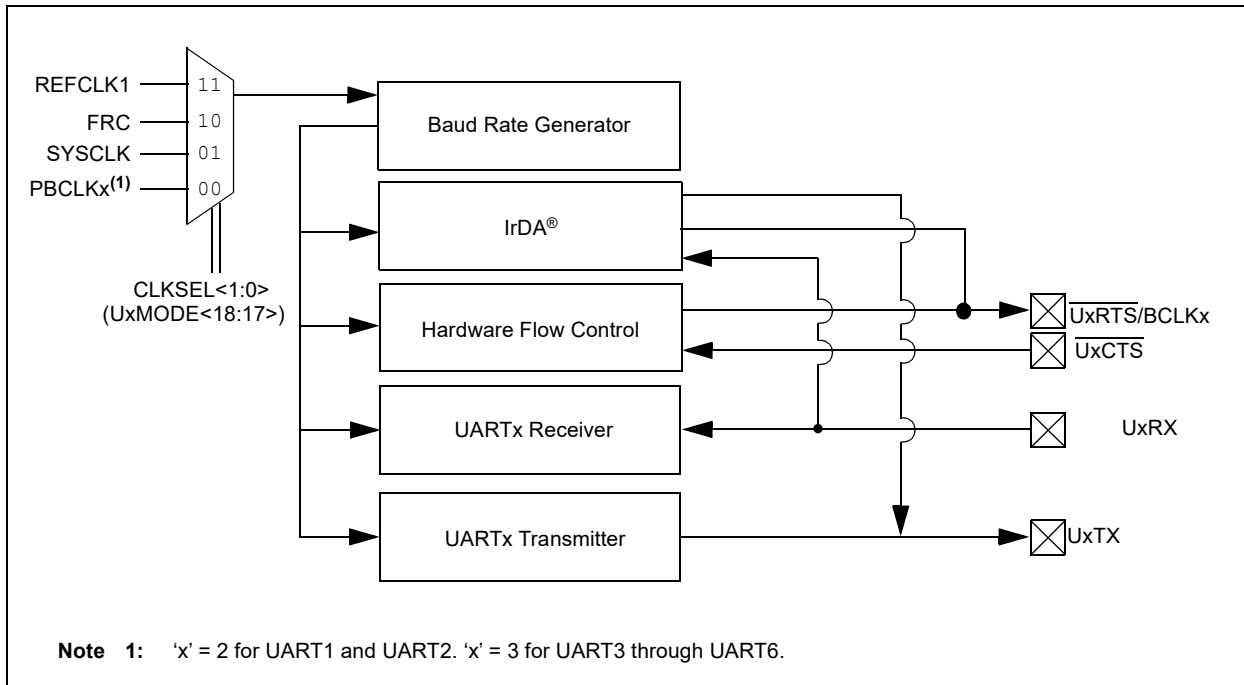 REFCLK1
11
FRC
10
SYSCLK
01
PBCLKx(1)
00
CLKSEL<1:0>
(UxMODE<18:17>)
Baud Rate Generator
IrDA®
Hardware Flow Control
UARTx Receiver
UARTx Transmitter
UxRTS/BCLKx
UxCTS
UxRX
UxTX
Note 1: ‘x’ = 2 for UART1 and UART2. ‘x’ = 3 for UART3 through UART6.